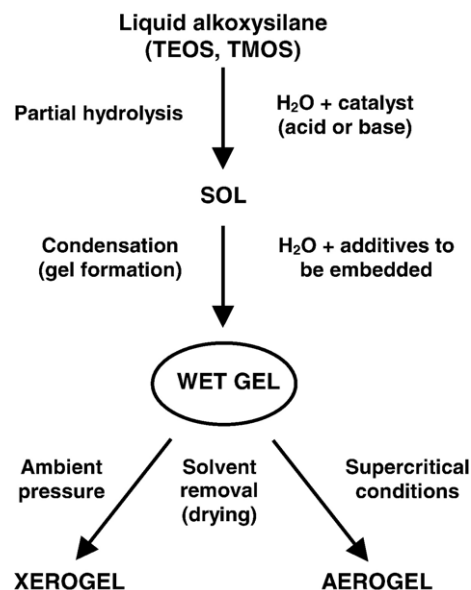 Liquid alkoxysilane
(TEOS, TMOS)
Partial hydrolysis
H₂O + catalyst
(acid or base)
SOL
Condensation
(gel formation)
H₂O + additives to
be embedded
WET GEL
Ambient
pressure
Solvent
removal
(drying)
Supercritical
conditions
XEROGEL
AEROGEL